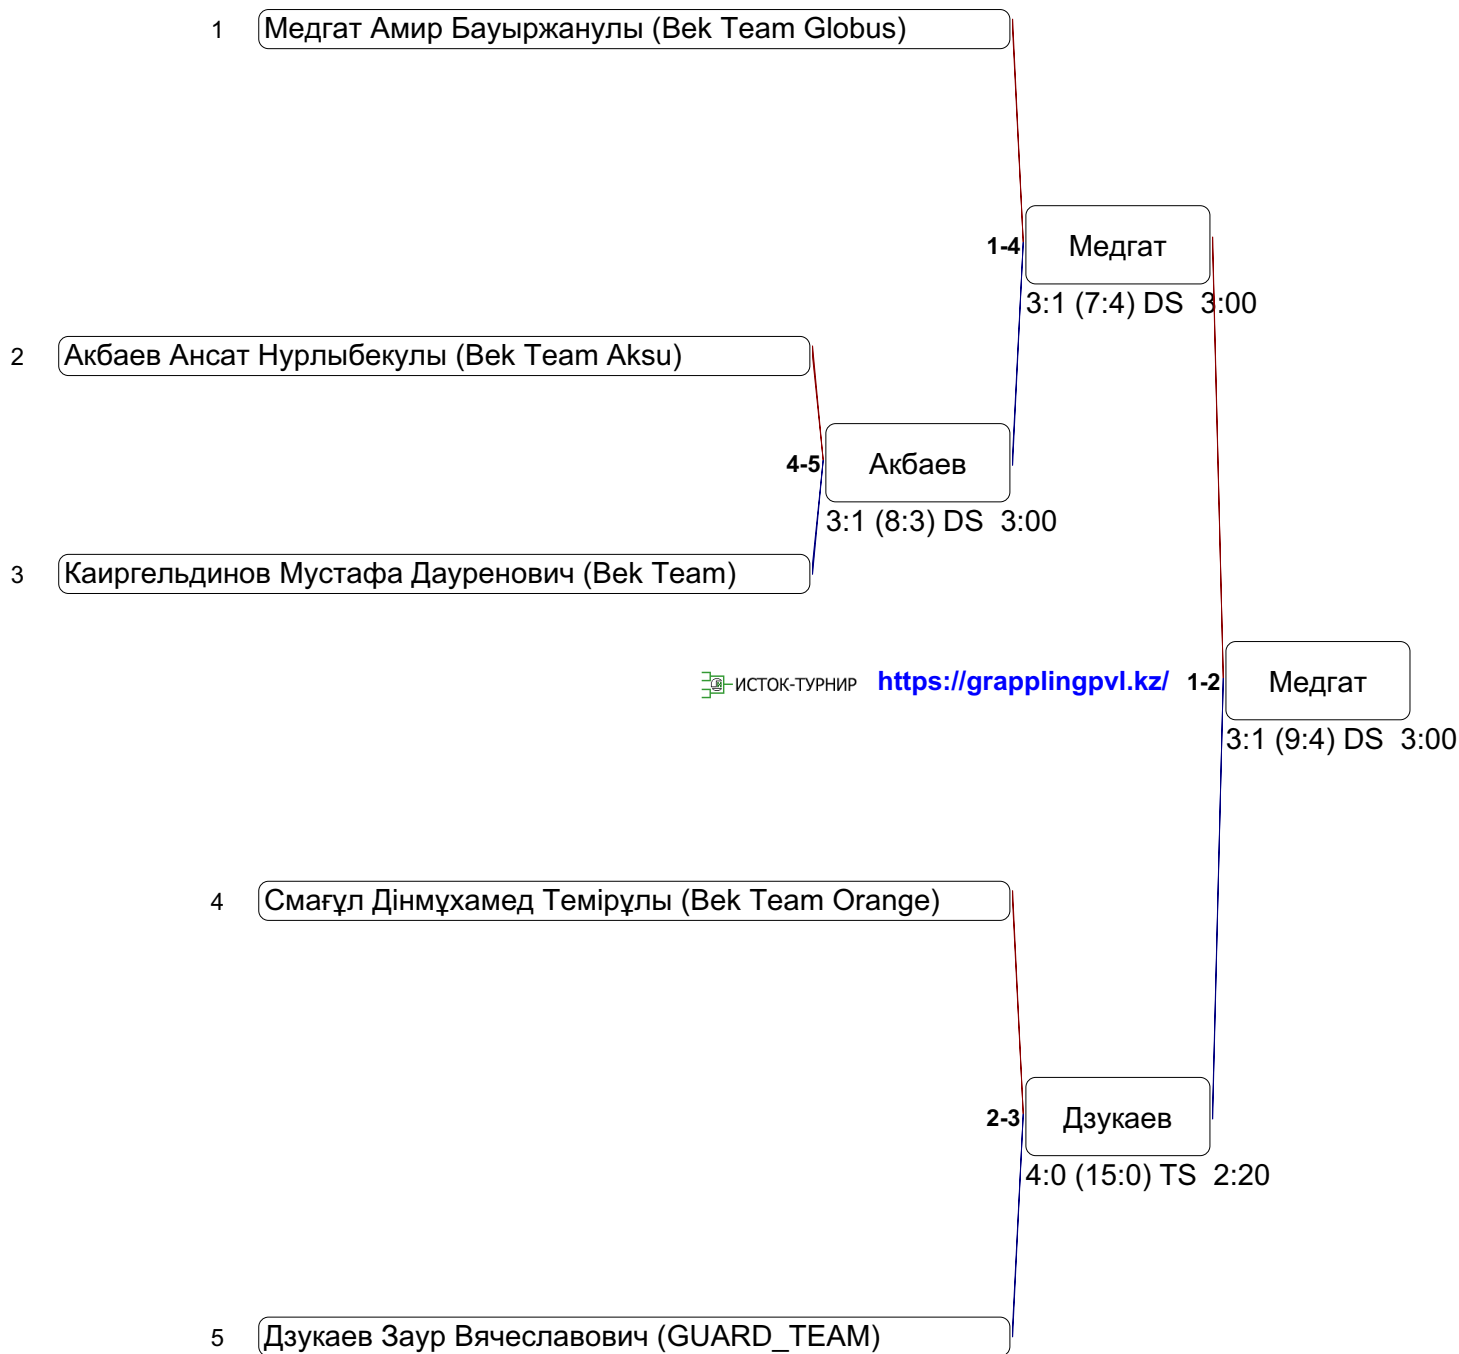 1 Медгат Амир Бауыржанулы (Bek Team Globus)
1-4 Медгат
3:1 (7:4) DS 3:00
2 Акбаев Ансат Нурлыбекулы (Bek Team Aksu)
4-5 Акбаев
3:1 (8:3) DS 3:00
3 Каиргельдинов Мустафа Дауренович (Bek Team)
ИСТОК-ТУРНИР https://grapplingpvl.kz/ 1-2 Медгат
3:1 (9:4) DS 3:00
4 Смағұл Дінмұхамед Темірұлы (Bek Team Orange)
2-3 Дзукаев
4:0 (15:0) TS 2:20
5 Дзукаев Заур Вячеславович (GUARD_TEAM)